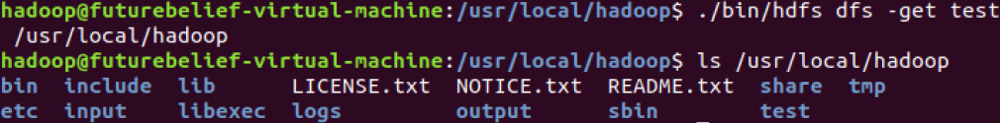 hadoop@futurebelief-virtual-machine:/usr/local/hadoop$ ./bin/hdfs dfs -get test
/usr/local/hadoop
hadoop@futurebelief-virtual-machine:/usr/local/hadoop$ ls /usr/local/hadoop
bin include lib LICENSE.txt NOTICE.txt README.txt share tmp
etc input libexec logs output sbin test